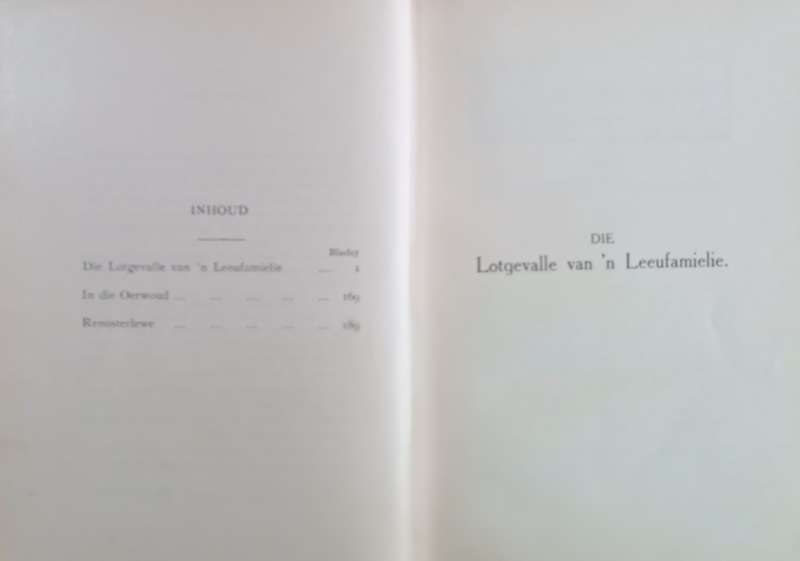 INHOUD
Bladsy
Die Lotgevalle van 'n Leeufamielie ... 1
In die Oerwoud ... ... ... ... ... 169
Renosterlewe ... ... ... ... ... 189
DIE
Lotgevalle van 'n Leeufamielie.